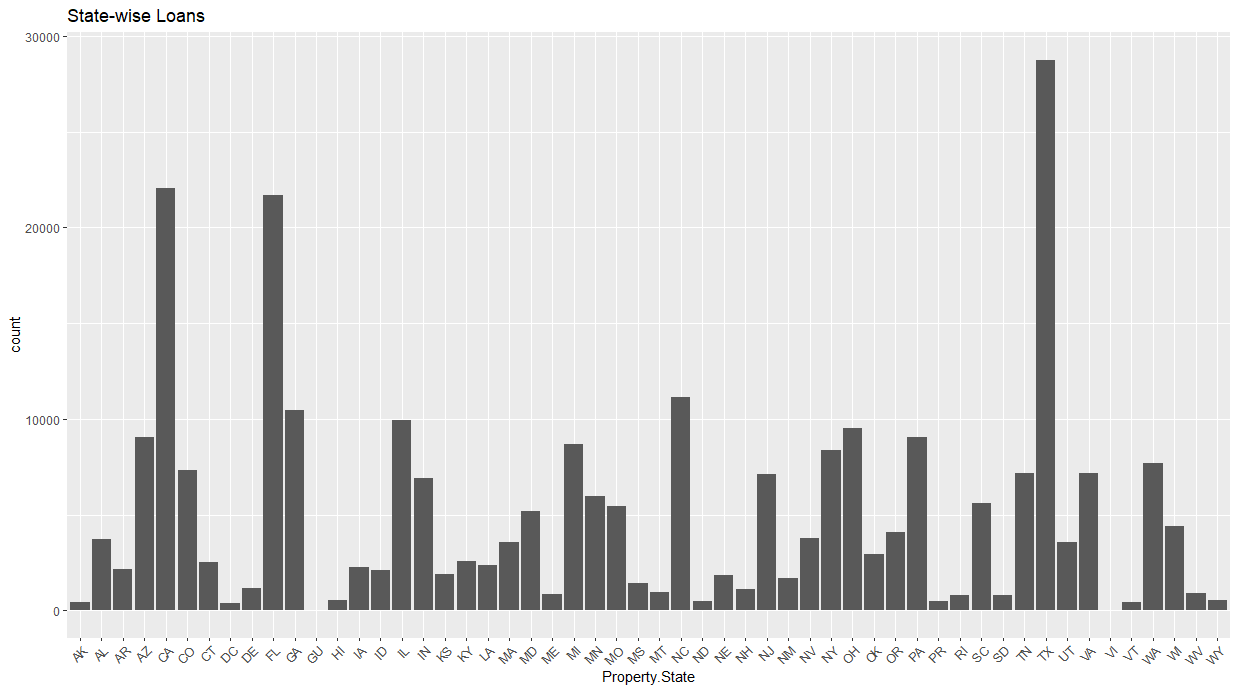 State-wise Loans
30000
20000
10000
0
count
AK AL AR AZ CA CO CT DC DE FL GA GU HI IA ID IL IN KS KY LA MA MD ME MI MN MO MS MT NC ND NE NH NJ NM NV NY OH OK OR PA PR RI SC SD TN TX UT VA VI VT WA WI WV WY
Property.State